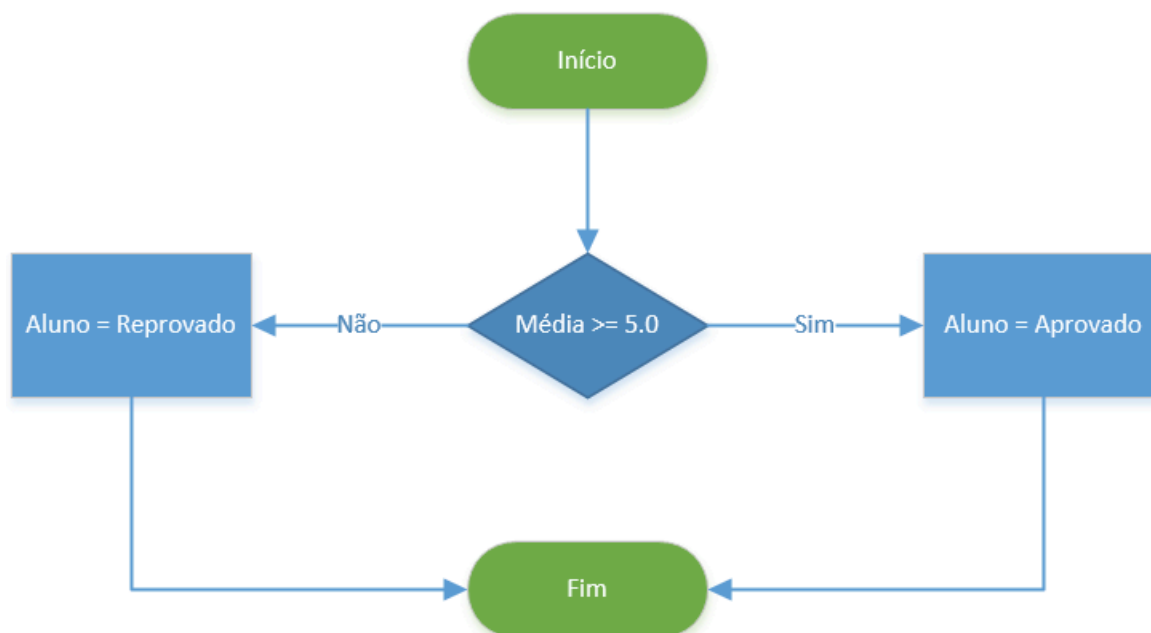 Início
Aluno = Reprovado
Não
Média >= 5.0
Sim
Aluno = Aprovado
Fim